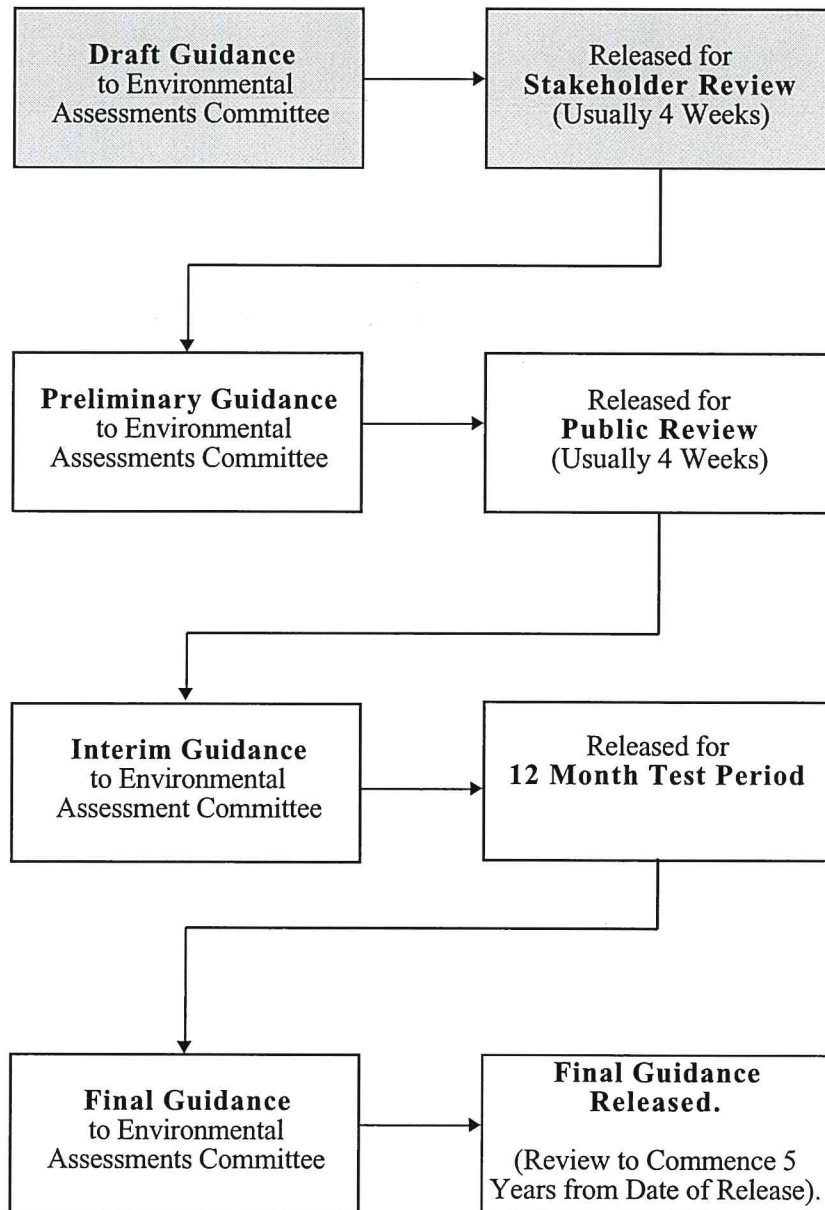 Draft Guidance
to Environmental
Assessments Committee
Released for
Stakeholder Review
(Usually 4 Weeks)
Preliminary Guidance
to Environmental
Assessments Committee
Released for
Public Review
(Usually 4 Weeks)
Interim Guidance
to Environmental
Assessment Committee
Released for
12 Month Test Period
Final Guidance
to Environmental
Assessments Committee
Final Guidance
Released.
(Review to Commence 5
Years from Date of Release).